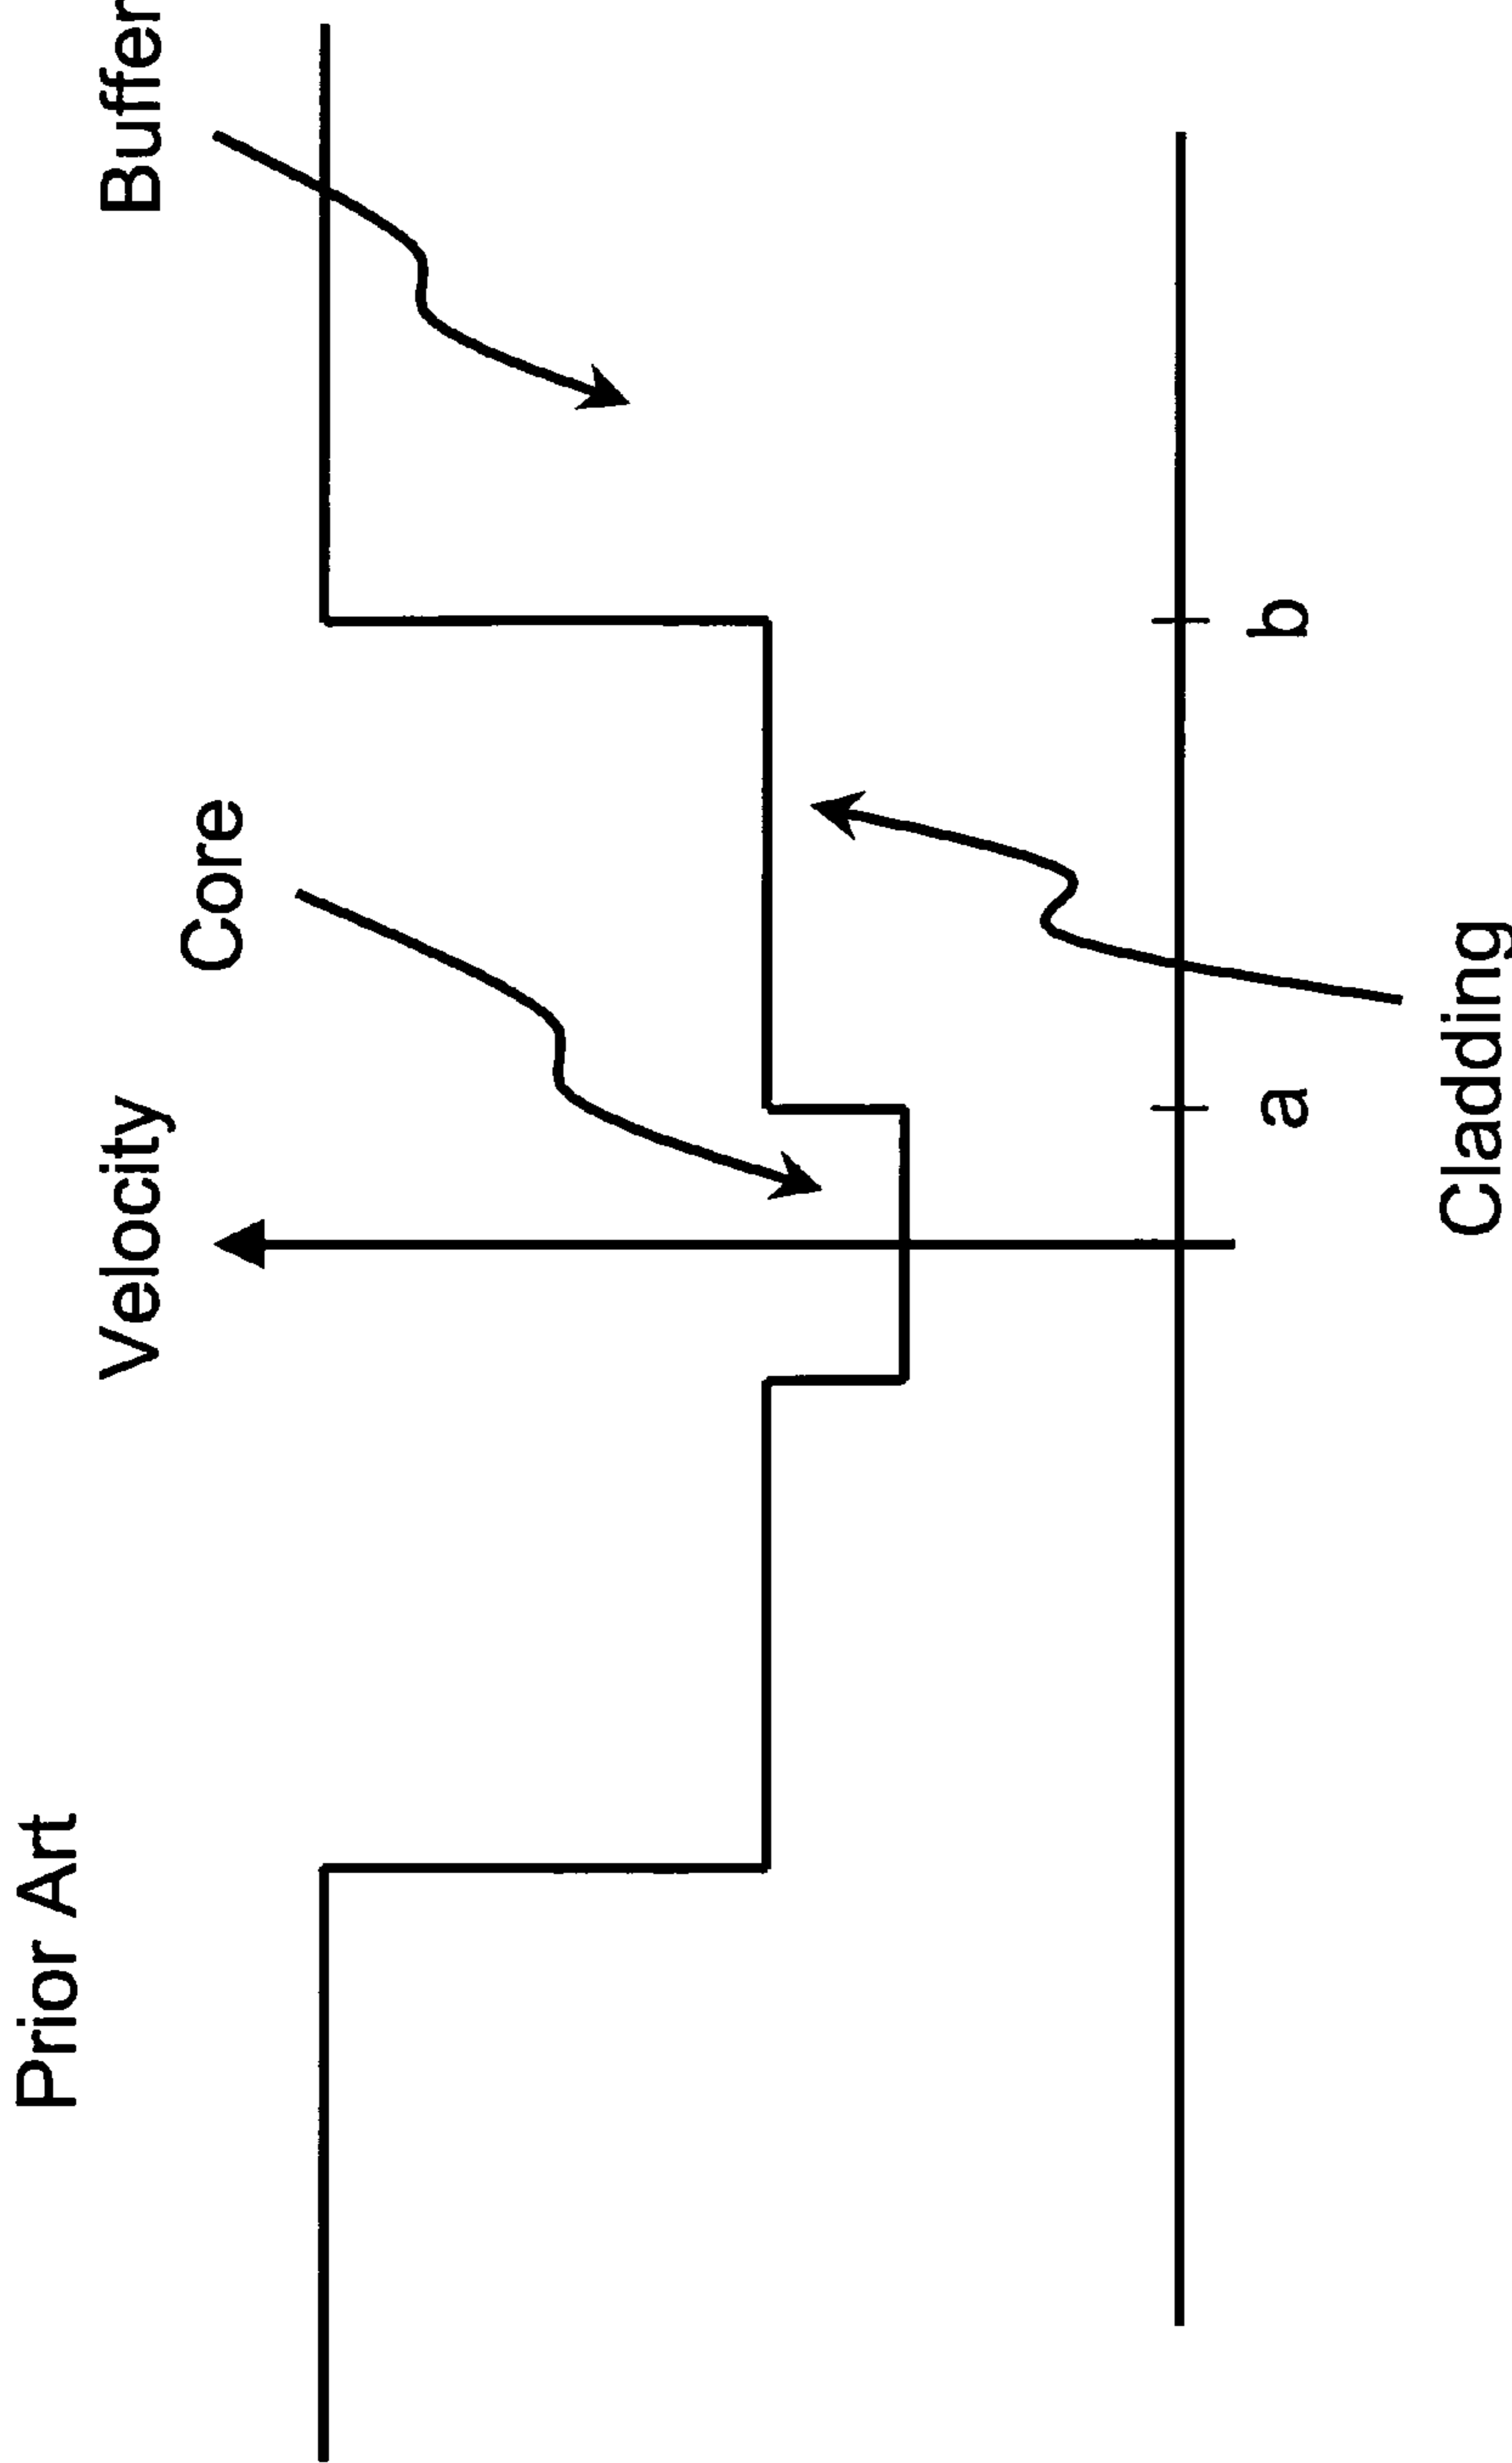 Prior Art
Velocity
Buffer
Core
a
b
Cladding